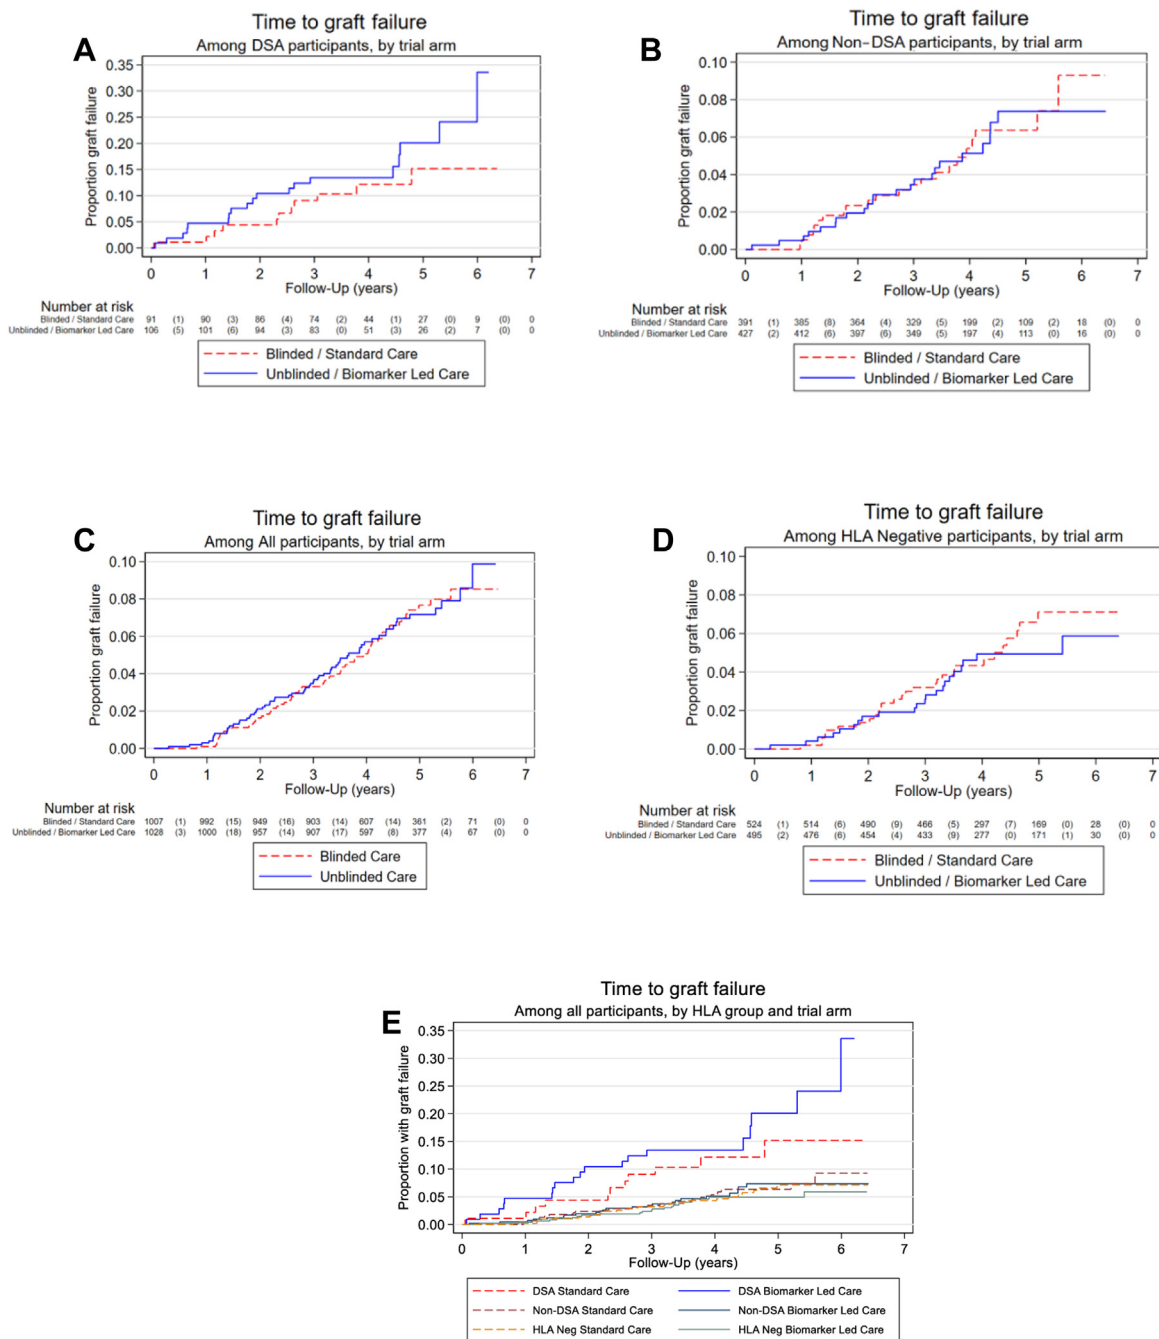 A
Time to graft failure
Among DSA participants, by trial arm
Proportion graft failure
0.35
0.30
0.25
0.20
0.15
0.10
0.05
0.00
0 1 2 3 4 5 6 7
Follow-Up (years)
Number at risk
Blinded / Standard Care 91 (1) 90 (3) 86 (4) 74 (2) 44 (1) 27 (0) 9 (0) 0
Unblinded / Biomarker Led Care 106 (5) 101 (6) 94 (3) 83 (0) 51 (3) 26 (2) 7 (0) 0
Blinded / Standard Care
Unblinded / Biomarker Led Care
B
Time to graft failure
Among Non-DSA participants, by trial arm
Proportion graft failure
0.10
0.08
0.06
0.04
0.02
0.00
0 1 2 3 4 5 6 7
Follow-Up (years)
Number at risk
Blinded / Standard Care 391 (1) 385 (8) 364 (4) 329 (5) 199 (2) 109 (2) 18 (0) 0
Unblinded / Biomarker Led Care 427 (2) 412 (6) 397 (6) 349 (5) 197 (4) 113 (0) 16 (0) 0
Blinded / Standard Care
Unblinded / Biomarker Led Care
C
Time to graft failure
Among All participants, by trial arm
Proportion graft failure
0.10
0.08
0.06
0.04
0.02
0.00
0 1 2 3 4 5 6 7
Follow-Up (years)
Number at risk
Blinded / Standard Care 1007 (1) 992 (15) 949 (16) 903 (14) 607 (14) 361 (2) 71 (0) 0
Unblinded / Biomarker Led Care 1028 (3) 1000 (18) 957 (14) 907 (17) 597 (8) 377 (4) 67 (0) 0
Blinded Care
Unblinded Care
D
Time to graft failure
Among HLA Negative participants, by trial arm
Proportion graft failure
0.10
0.08
0.06
0.04
0.02
0.00
0 1 2 3 4 5 6 7
Follow-Up (years)
Number at risk
Blinded / Standard Care 524 (1) 514 (6) 490 (9) 466 (5) 297 (7) 169 (0) 28 (0) 0
Unblinded / Biomarker Led Care 495 (2) 476 (6) 454 (4) 433 (9) 277 (0) 171 (1) 30 (0) 0
Blinded / Standard Care
Unblinded / Biomarker Led Care
E
Time to graft failure
Among all participants, by HLA group and trial arm
Proportion with graft failure
0.35
0.30
0.25
0.20
0.15
0.10
0.05
0.00
0 1 2 3 4 5 6 7
Follow-Up (years)
DSA Standard Care DSA Biomarker Led Care
Non-DSA Standard Care Non-DSA Biomarker Led Care
HLA Neg Standard Care HLA Neg Biomarker Led Care